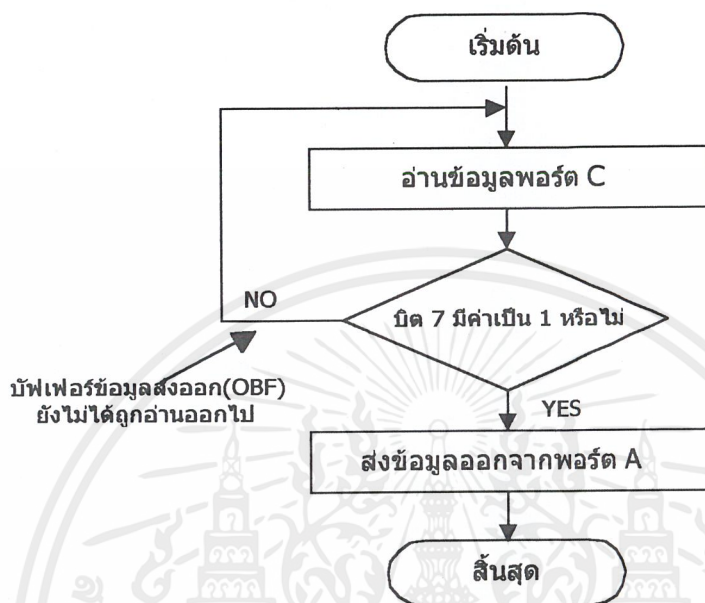 เริ่มต้น
อ่านข้อมูลพอร์ต C
บิต 7 มีค่าเป็น 1 หรือไม่
NO
บัฟเฟอร์ข้อมูลส่งออก(OBF)
ยังไม่ได้ถูกอ่านออกไป
YES
ส่งข้อมูลออกจากพอร์ต A
สิ้นสุด